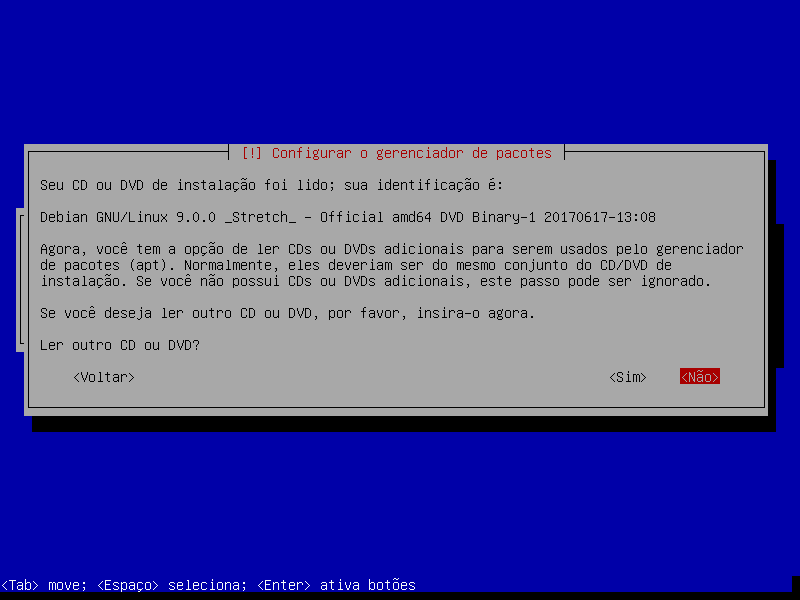 [!] Configurar o gerenciador de pacotes
Seu CD ou DVD de instalação foi lido; sua identificação é:
Debian GNU/Linux 9.0.0 _Stretch_ - Official amd64 DVD Binary-1 20170617-13:08
Agora, você tem a opção de ler CDs ou DVDs adicionais para serem usados pelo gerenciador
de pacotes (apt). Normalmente, eles deveriam ser do mesmo conjunto do CD/DVD de
instalação. Se você não possui CDs ou DVDs adicionais, este passo pode ser ignorado.
Se você deseja ler outro CD ou DVD, por favor, insira-o agora.
Ler outro CD ou DVD?
<Voltar> <Sim> <Não>
<Tab> move; <Espaço> seleciona; <Enter> ativa botões